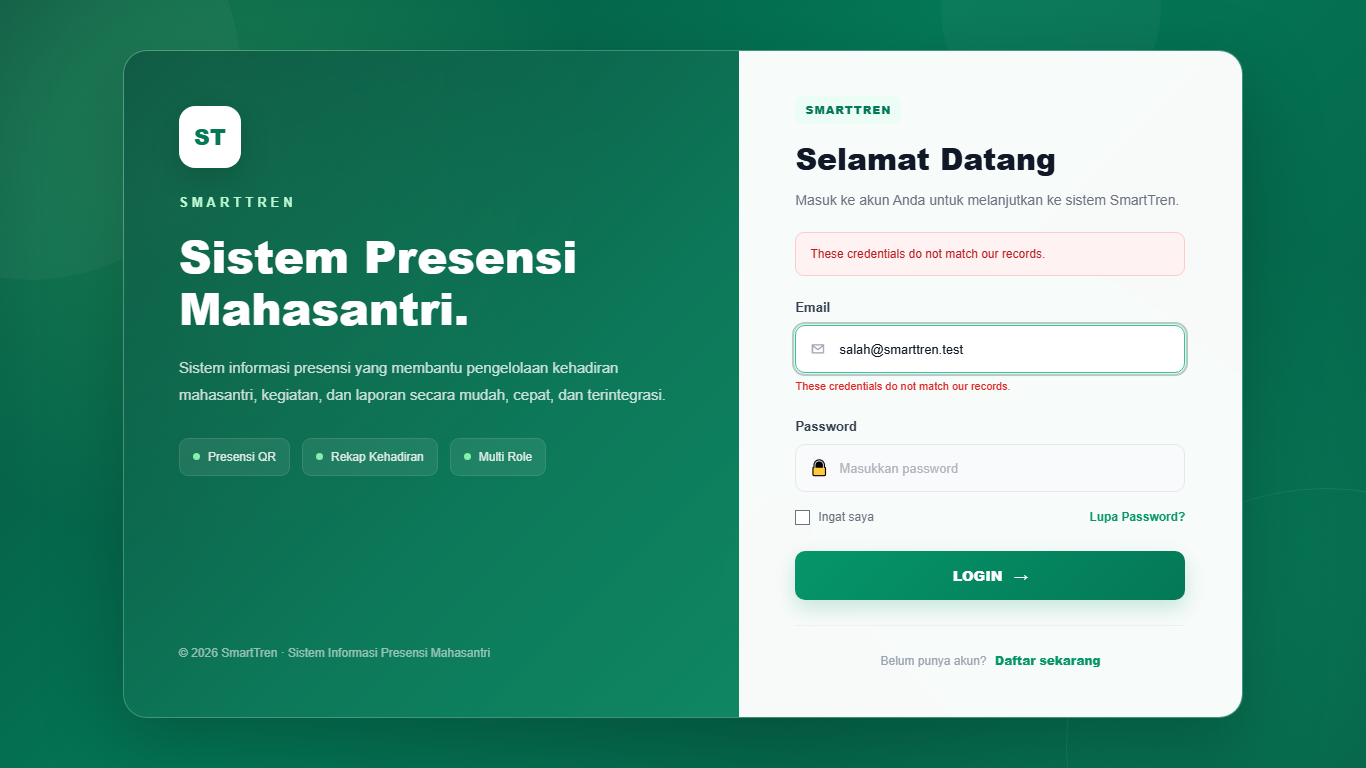 ST
SMARTTREN
Sistem Presensi
Mahasantri.
Sistem informasi presensi yang membantu pengelolaan kehadiran
mahasantri, kegiatan, dan laporan secara mudah, cepat, dan terintegrasi.
Presensi QR
Rekap Kehadiran
Multi Role
© 2026 SmartTren · Sistem Informasi Presensi Mahasantri
SMARTTREN
Selamat Datang
Masuk ke akun Anda untuk melanjutkan ke sistem SmartTren.
These credentials do not match our records.
Email
salah@smarttren.test
These credentials do not match our records.
Password
Masukkan password
Ingat saya
Lupa Password?
LOGIN →
Belum punya akun? Daftar sekarang